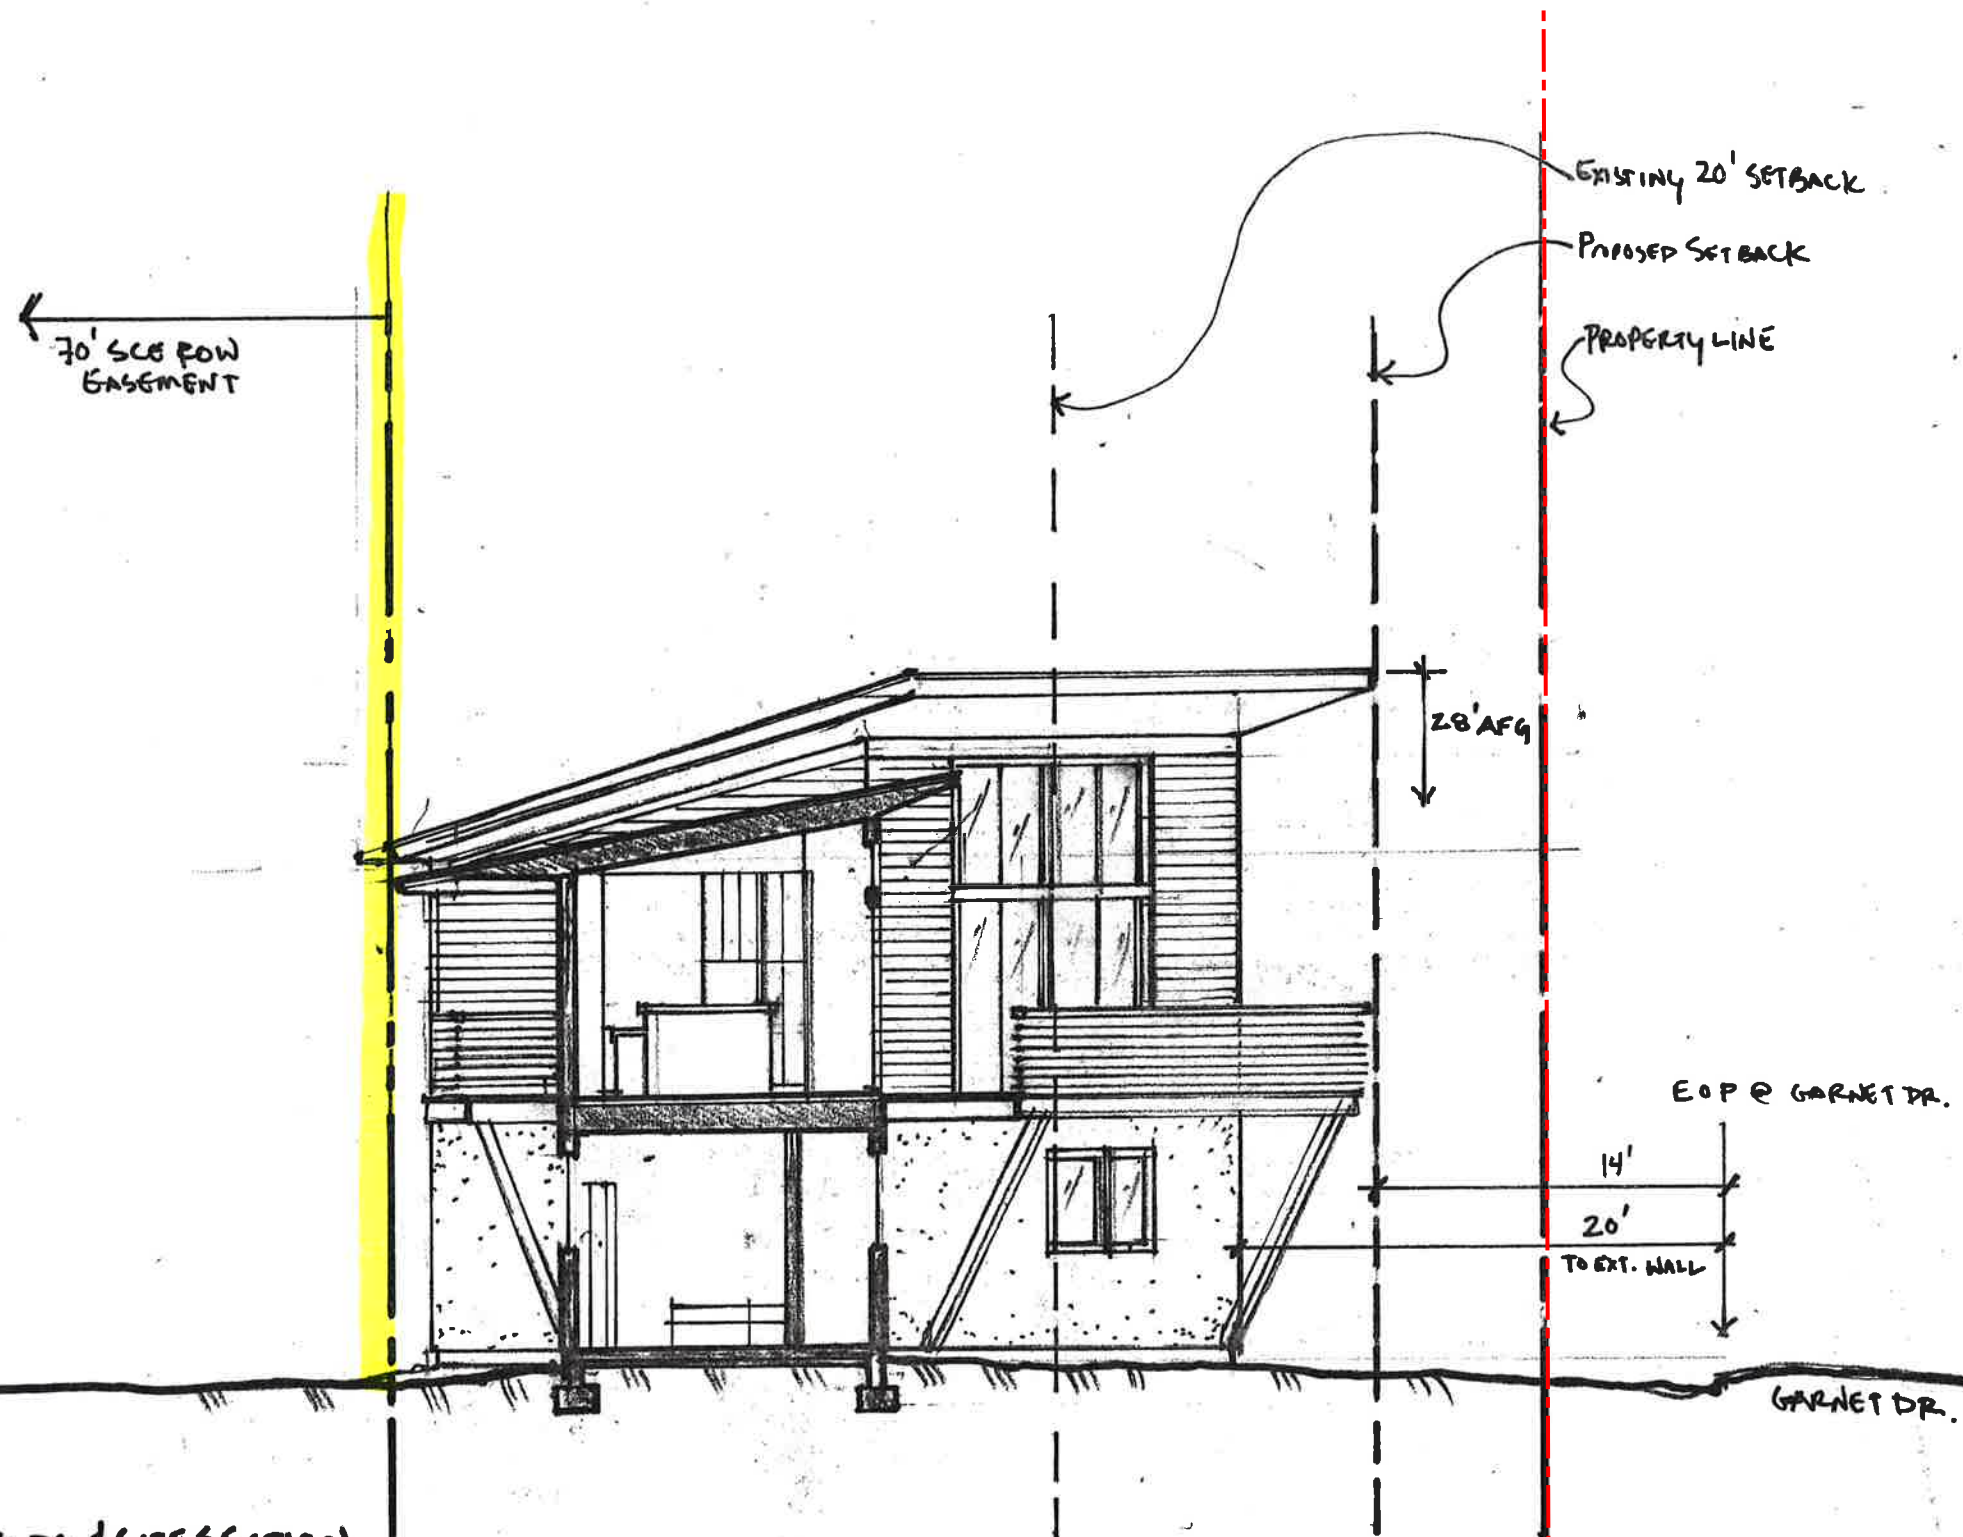 EXISTING 20' SETBACK
PROPOSED SETBACK
PROPERTY LINE
70' SCE ROW
EASEMENT
28' AFG
EOP @ GARNET DR.
14'
20'
TO EXT. WALL
GARNET DR.